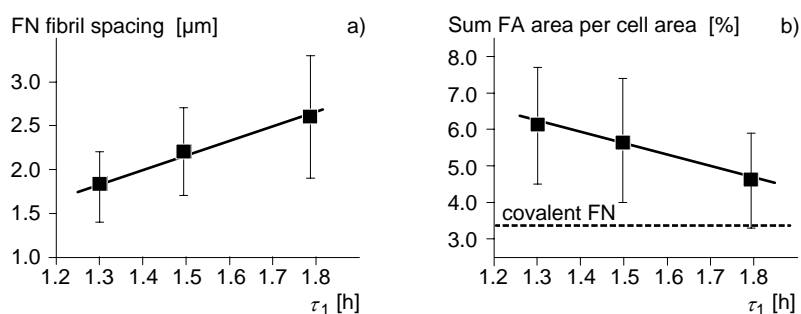 FN fibril spacing [µm] a)
3.0
2.5
2.0
1.5
1.0
1.2 1.3 1.4 1.5 1.6 1.7 1.8
τ1 [h]
Sum FA area per cell area [%] b)
8.0
7.0
6.0
5.0
4.0
covalent FN
3.0
1.2 1.3 1.4 1.5 1.6 1.7 1.8
τ1 [h]